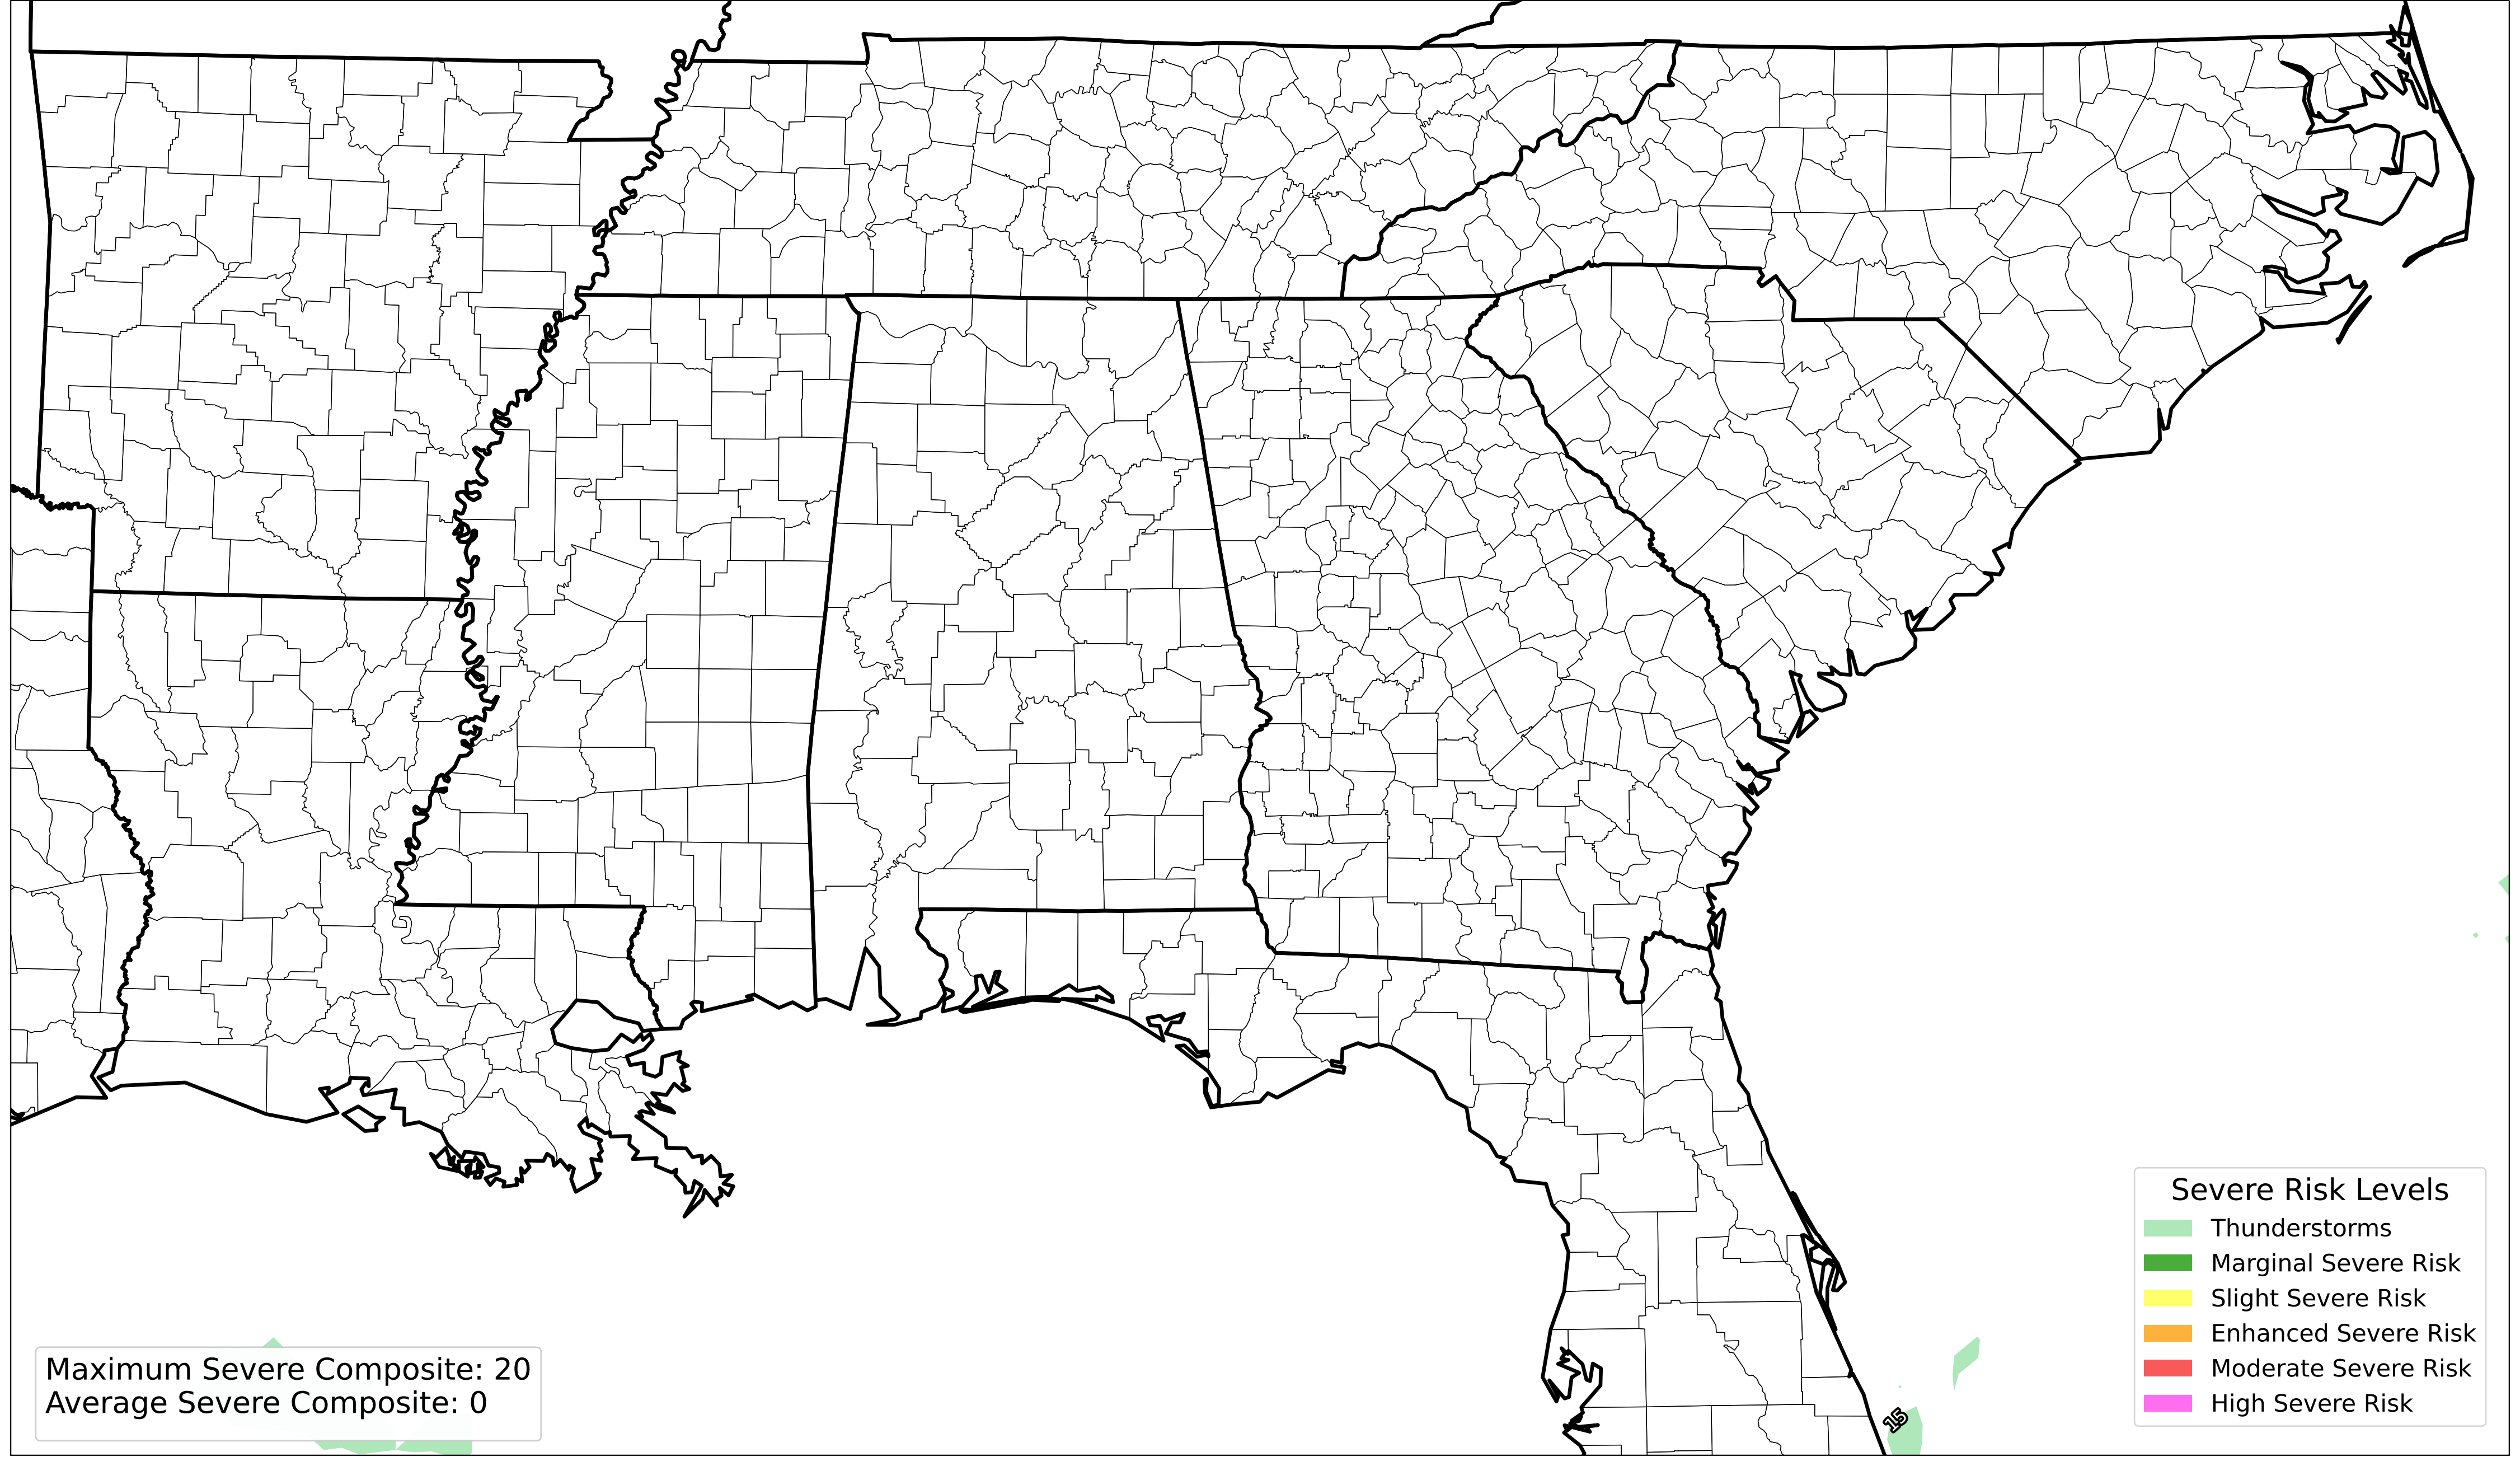 Maximum Severe Composite: 20
Average Severe Composite: 0
15
Severe Risk Levels
Thunderstorms
Marginal Severe Risk
Slight Severe Risk
Enhanced Severe Risk
Moderate Severe Risk
High Severe Risk